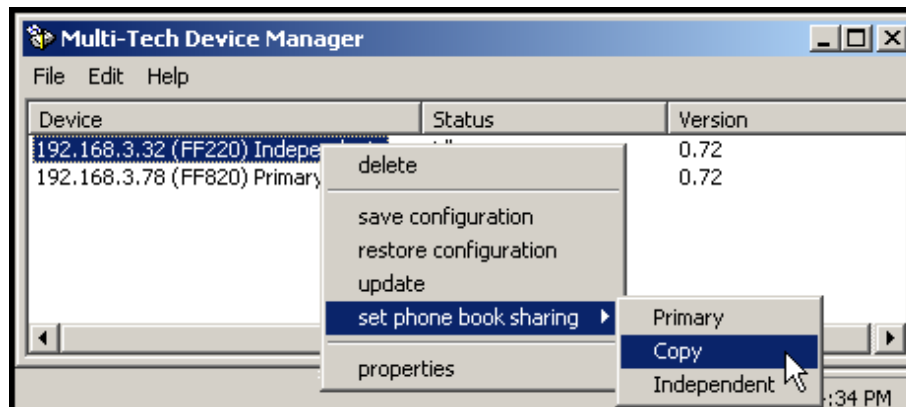 Multi-Tech Device Manager
File Edit Help
Device Status Version
192.168.3.32 (FF220) 0.72
192.168.3.78 (FF820) Primary 0.72
delete
save configuration
restore configuration
update
set phone book sharing
properties
Primary
Copy
Independent
:34 PM